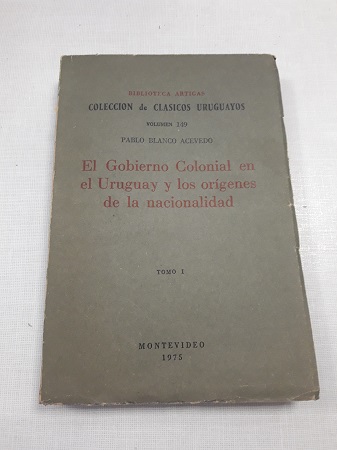 BIBLIOTECA ARTIGAS
COLECCION de CLASICOS URUGUAYOS
VOLUMEN 139
PABLO BLANCO ACEVEDO
El Gobierno Colonial en
el Uruguay y los orígenes
de la nacionalidad
TOMO I
MONTEVIDEO
1975